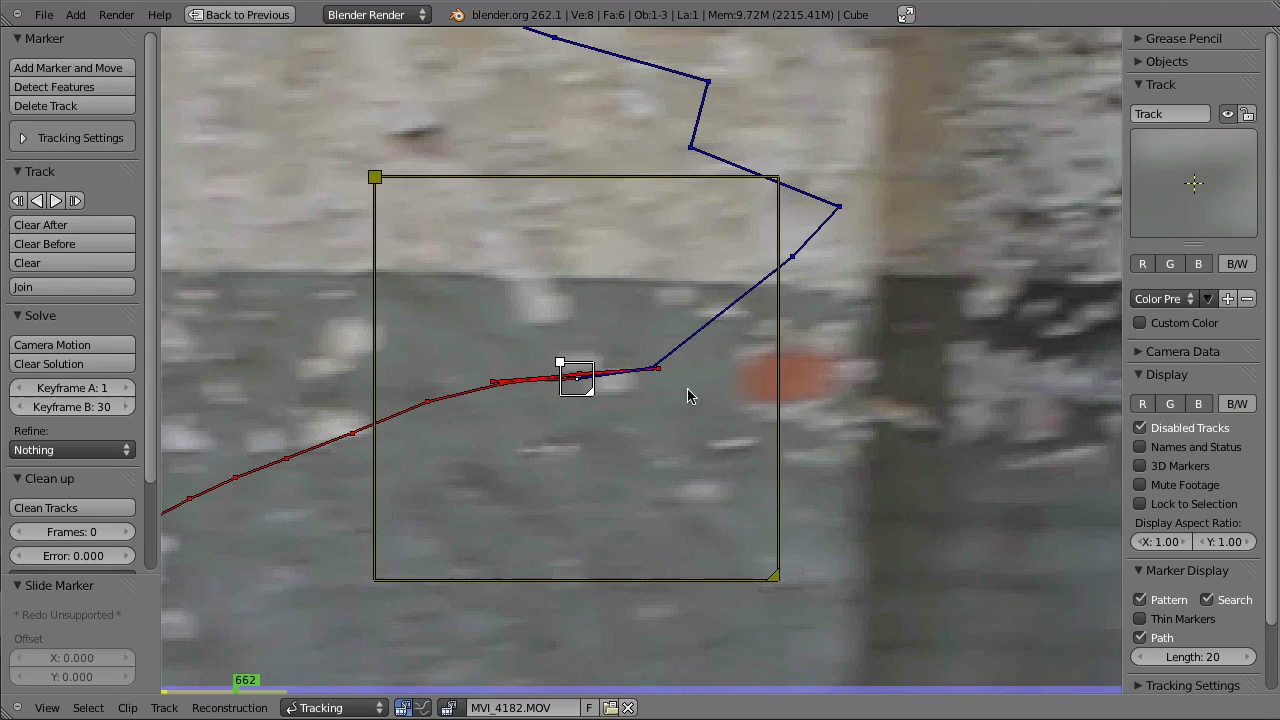 File Add Render Help Back to Previous Blender Render blender.org 262.1 | Ve:8 | Fa:6 | Ob:1-3 | La:1 | Mem:9.72M (2215.41M) | Cube
Marker
Add Marker and Move
Detect Features
Delete Track
Tracking Settings
Track
Clear After
Clear Before
Clear
Join
Solve
Camera Motion
Clear Solution
Keyframe A: 1
Keyframe B: 30
Refine:
Nothing
Clean up
Clean Tracks
Frames: 0
Error: 0.000
Slide Marker
* Redo Unsupported *
Offset
X: 0.000
Y: 0.000
662
Grease Pencil
Objects
Track
Track
R G B B/W
Color Pre
Custom Color
Camera Data
Display
R G B B/W
Disabled Tracks
Names and Status
3D Markers
Mute Footage
Lock to Selection
Display Aspect Ratio:
X: 1.00 Y: 1.00
Marker Display
Pattern Search
Thin Markers
Path
Length: 20
Tracking Settings
View Select Clip Track Reconstruction Tracking MVI_4182.MOV F